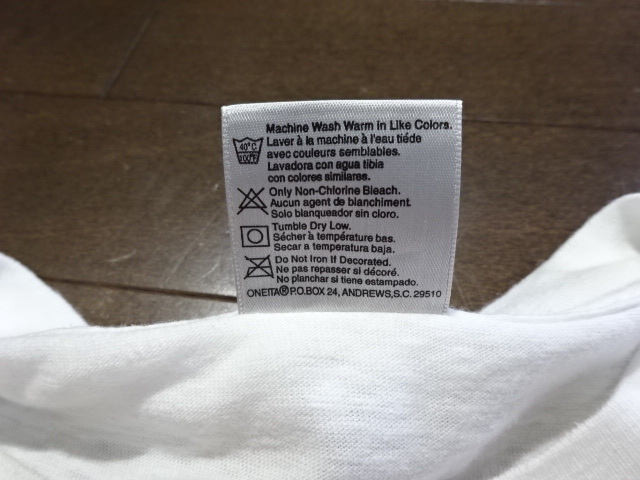 Machine Wash Warm in Like Colors.
40°C
100°F
Laver à la machine à l'eau tiéde
avec couleurs semblables.
Lavadora con agua tibia
con colores similares.
Only Non-Chlorine Bleach.
Aucun agent de blanchiment.
Solo blanqueador sin cloro.
Tumble Dry Low.
Sécher à température bas.
Secar a temperatura baja.
Do Not Iron If Decorated.
Ne pas repasser si décoré.
No planchar si tiene estampado.
ONEITA® P.O.BOX 24, ANDREWS,S.C. 29510